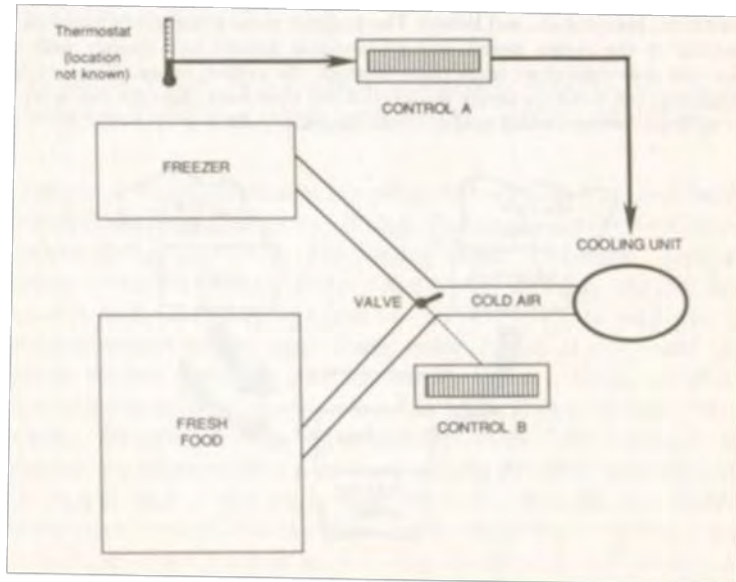 Thermostat
(location
not known)
CONTROL A
FREEZER
COOLING UNIT
VALVE
COLD AIR
CONTROL B
FRESH
FOOD